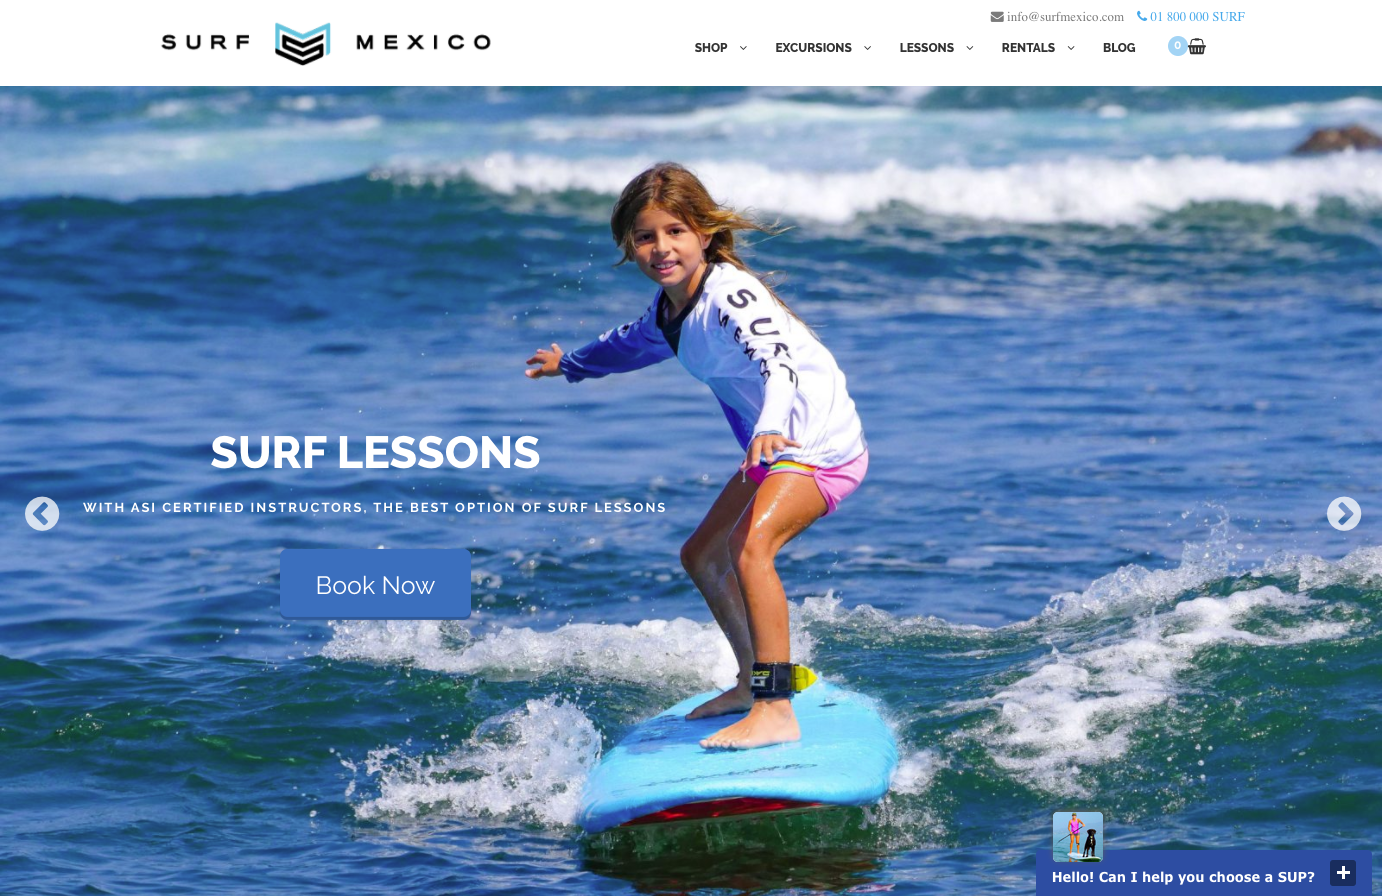 info@surfmexico.com 01 800 000 SURF
SURF MEXICO
SHOP EXCURSIONS LESSONS RENTALS BLOG 0
SURF
SURF LESSONS
WITH ASI CERTIFIED INSTRUCTORS, THE BEST OPTION OF SURF LESSONS
Book Now
Hello! Can I help you choose a SUP?